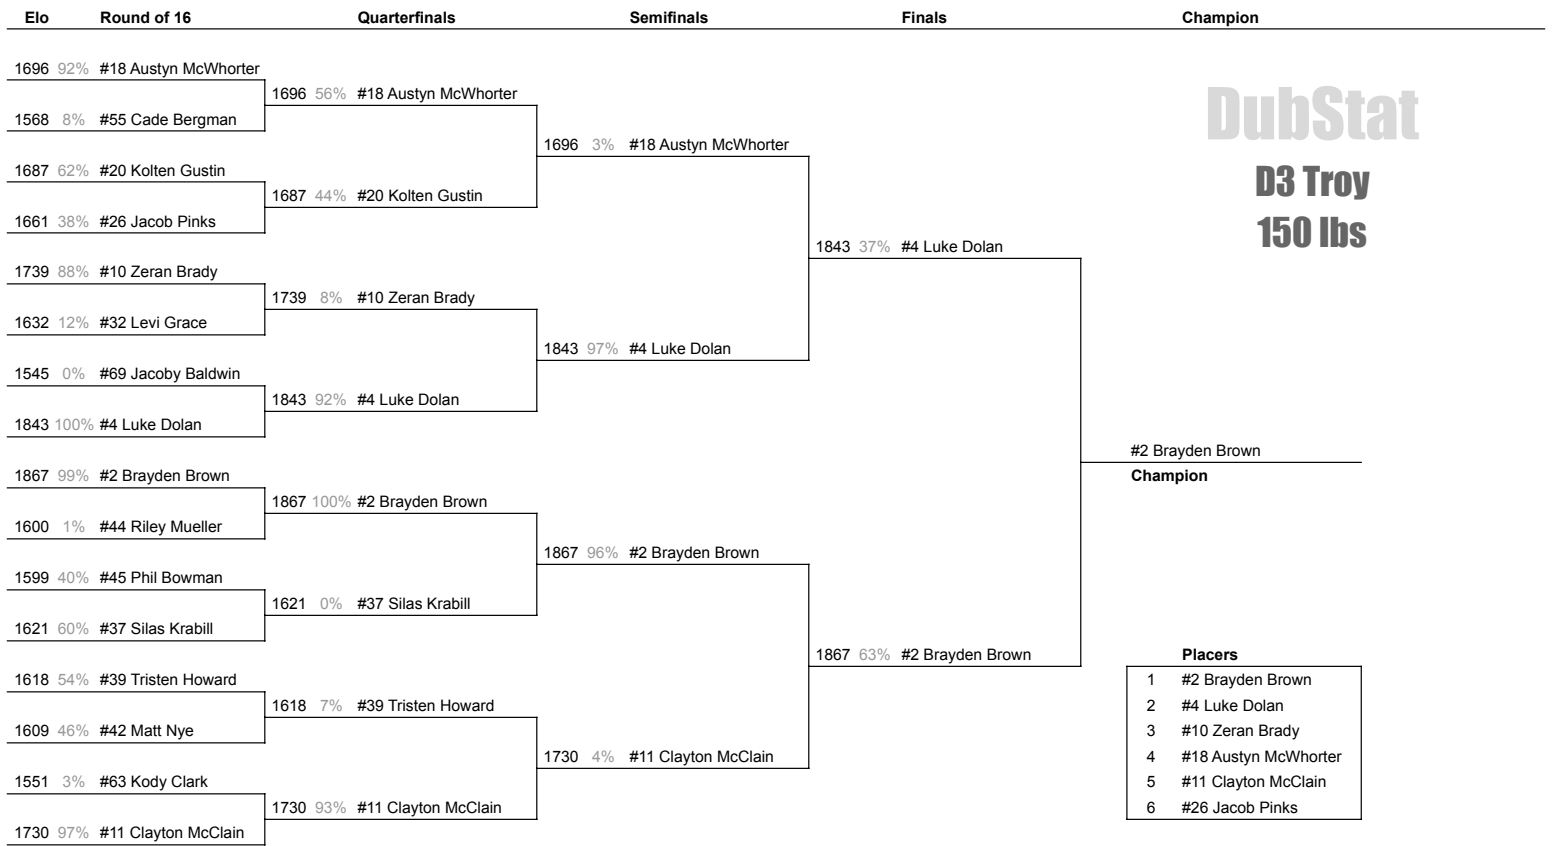 Elo Round of 16 Quarterfinals Semifinals Finals Champion
1696 92% #18 Austyn McWhorter
1696 56% #18 Austyn McWhorter
1568 8% #55 Cade Bergman
1696 3% #18 Austyn McWhorter
1687 62% #20 Kolten Gustin
1687 44% #20 Kolten Gustin
1661 38% #26 Jacob Pinks
1843 37% #4 Luke Dolan
1739 88% #10 Zeran Brady
1739 8% #10 Zeran Brady
1632 12% #32 Levi Grace
1843 97% #4 Luke Dolan
1545 0% #69 Jacoby Baldwin
1843 92% #4 Luke Dolan
1843 100% #4 Luke Dolan
#2 Brayden Brown
Champion
1867 99% #2 Brayden Brown
1867 100% #2 Brayden Brown
1600 1% #44 Riley Mueller
1867 96% #2 Brayden Brown
1599 40% #45 Phil Bowman
1621 0% #37 Silas Krabill
1621 60% #37 Silas Krabill
1867 63% #2 Brayden Brown
1618 54% #39 Tristen Howard
1618 7% #39 Tristen Howard
1609 46% #42 Matt Nye
1730 4% #11 Clayton McClain
1551 3% #63 Kody Clark
1730 93% #11 Clayton McClain
1730 97% #11 Clayton McClain
DubStat
D3 Troy
150 lbs
Placers
1 #2 Brayden Brown
2 #4 Luke Dolan
3 #10 Zeran Brady
4 #18 Austyn McWhorter
5 #11 Clayton McClain
6 #26 Jacob Pinks